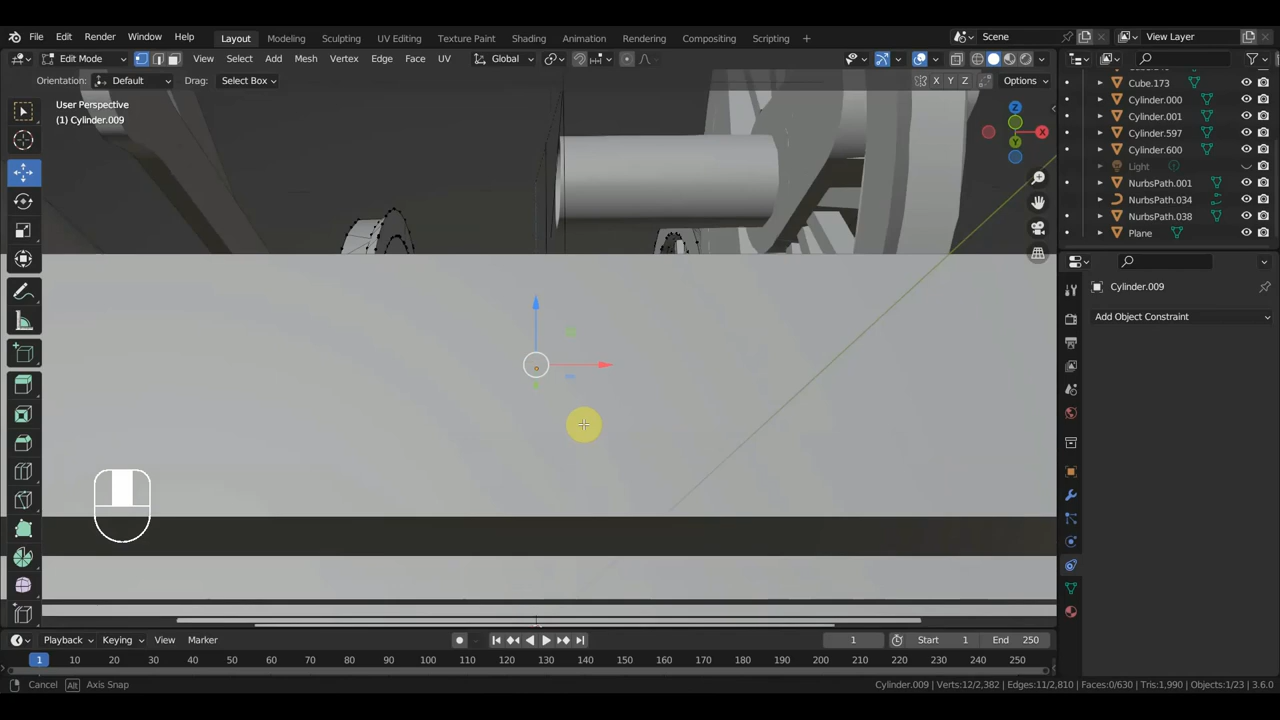 File Edit Render Window Help Layout Modeling Sculpting UV Editing Texture Paint Shading Animation Rendering Compositing Scripting + Scene View Layer
Edit Mode View Select Add Mesh Vertex Edge Face UV Global
Orientation: Default Drag: Select Box X Y Z Options
User Perspective
(1) Cylinder.009
Z
X
Y
Cube.173
Cylinder.000
Cylinder.001
Cylinder.597
Cylinder.600
Light
NurbsPath.001
NurbsPath.034
NurbsPath.038
Plane
Cylinder.009
Add Object Constraint
Playback Keying View Marker 1 Start 1 End 250
1 10 20 30 40 50 60 70 80 90 100 110 120 130 140 150 160 170 180 190 200 210 220 230 240 250
Cancel Alt Axis Snap Cylinder.009 | Verts:12/2,382 | Edges:11/2,810 | Faces:0/630 | Tris:1,990 | Objects:1/23 | 3.6.0